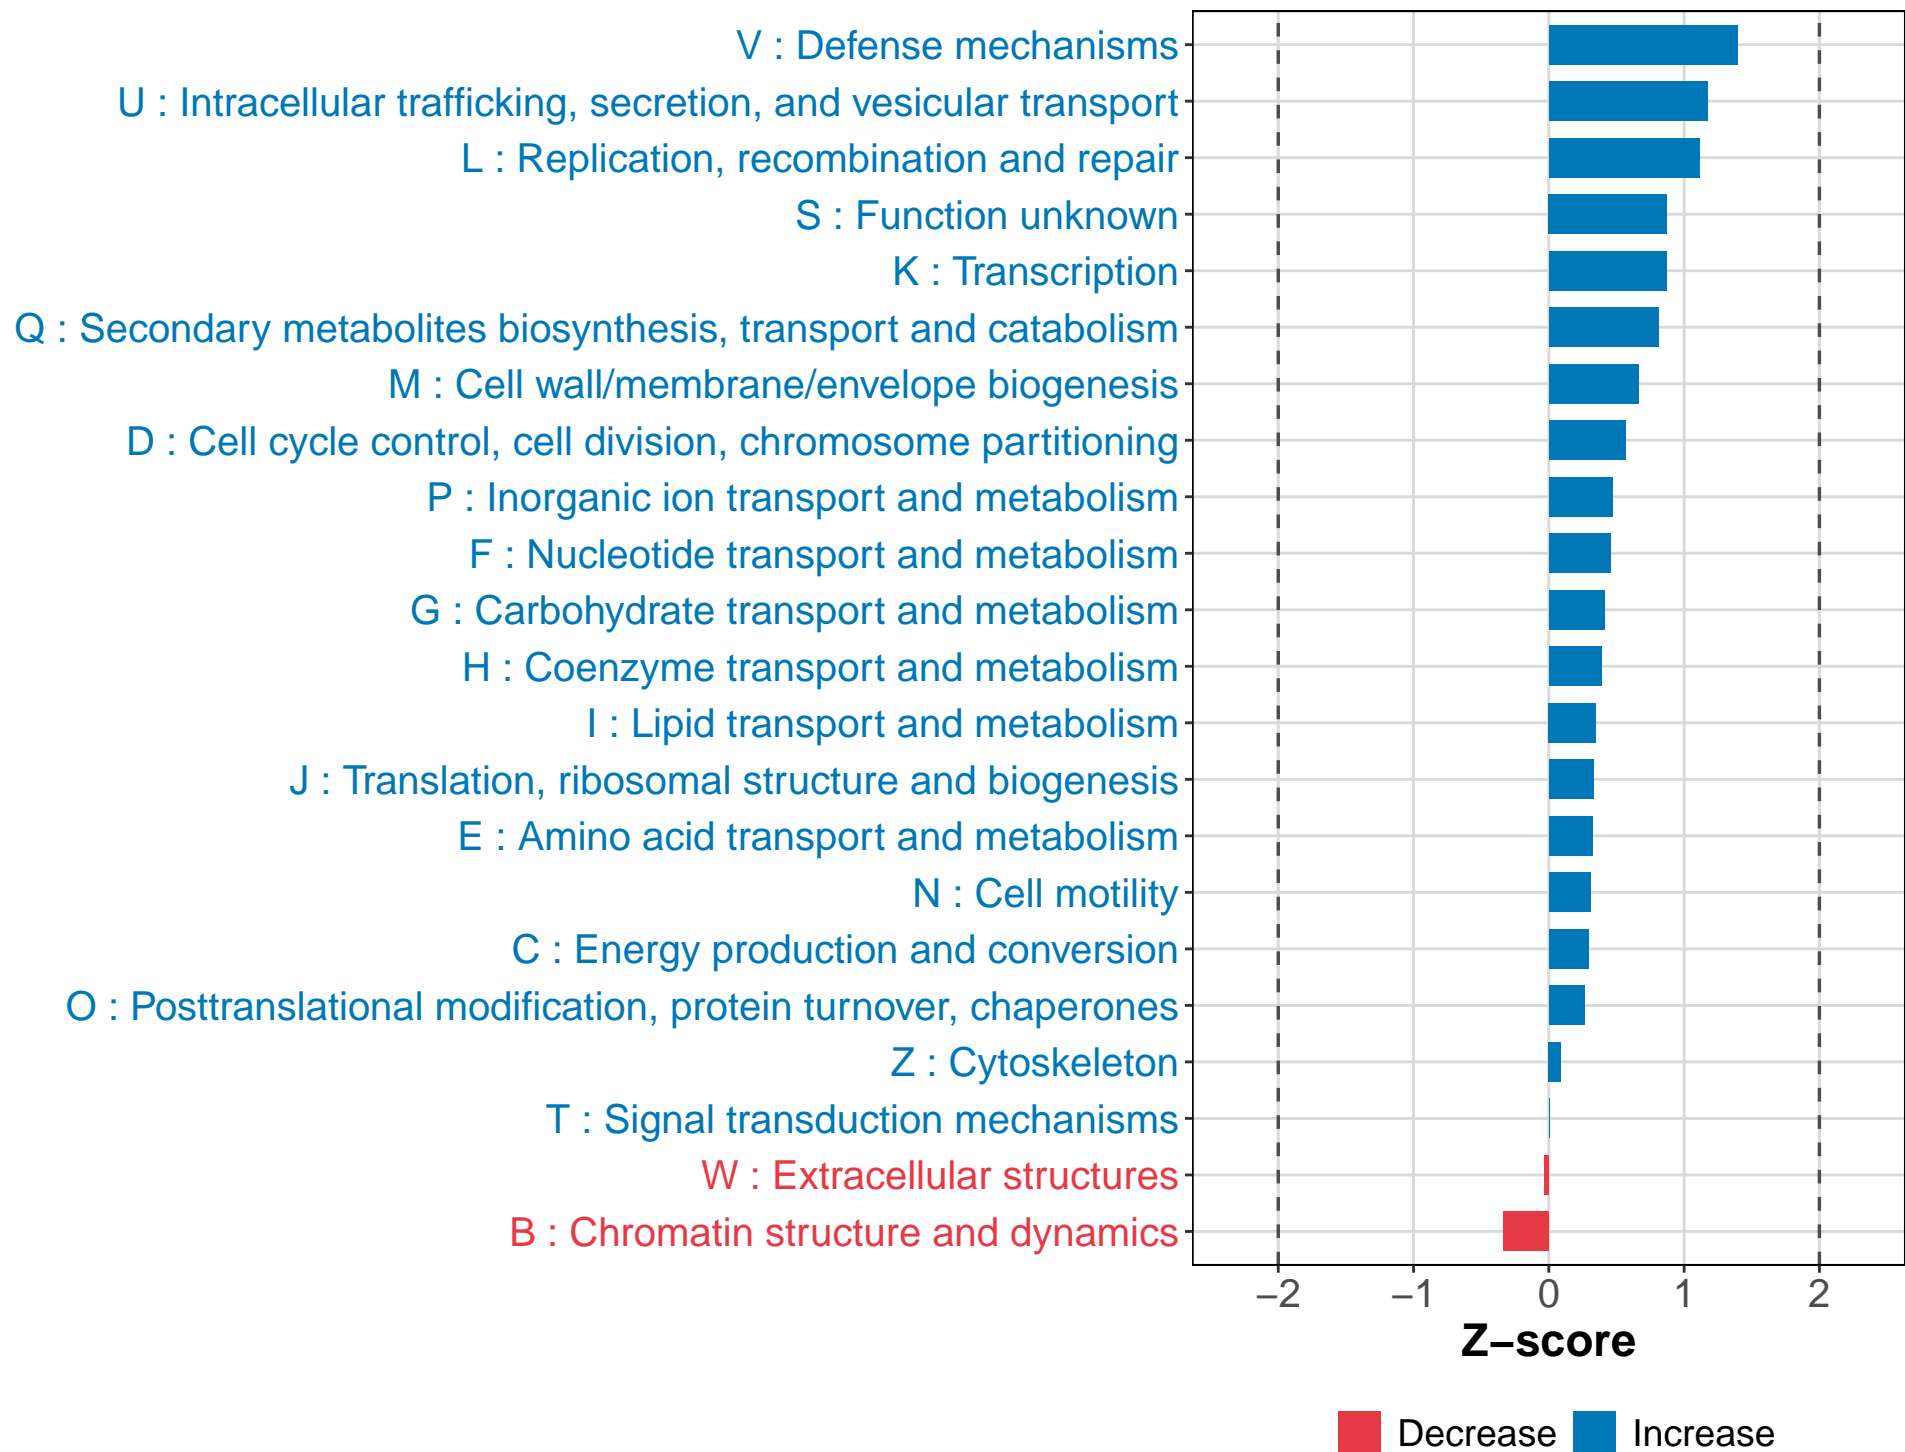 V : Defense mechanisms
U : Intracellular trafficking, secretion, and vesicular transport
L : Replication, recombination and repair
S : Function unknown
K : Transcription
Q : Secondary metabolites biosynthesis, transport and catabolism
M : Cell wall/membrane/envelope biogenesis
D : Cell cycle control, cell division, chromosome partitioning
P : Inorganic ion transport and metabolism
F : Nucleotide transport and metabolism
G : Carbohydrate transport and metabolism
H : Coenzyme transport and metabolism
I : Lipid transport and metabolism
J : Translation, ribosomal structure and biogenesis
E : Amino acid transport and metabolism
N : Cell motility
C : Energy production and conversion
O : Posttranslational modification, protein turnover, chaperones
Z : Cytoskeleton
T : Signal transduction mechanisms
W : Extracellular structures
B : Chromatin structure and dynamics
−2 −1 0 1 2
Z−score
Decrease Increase